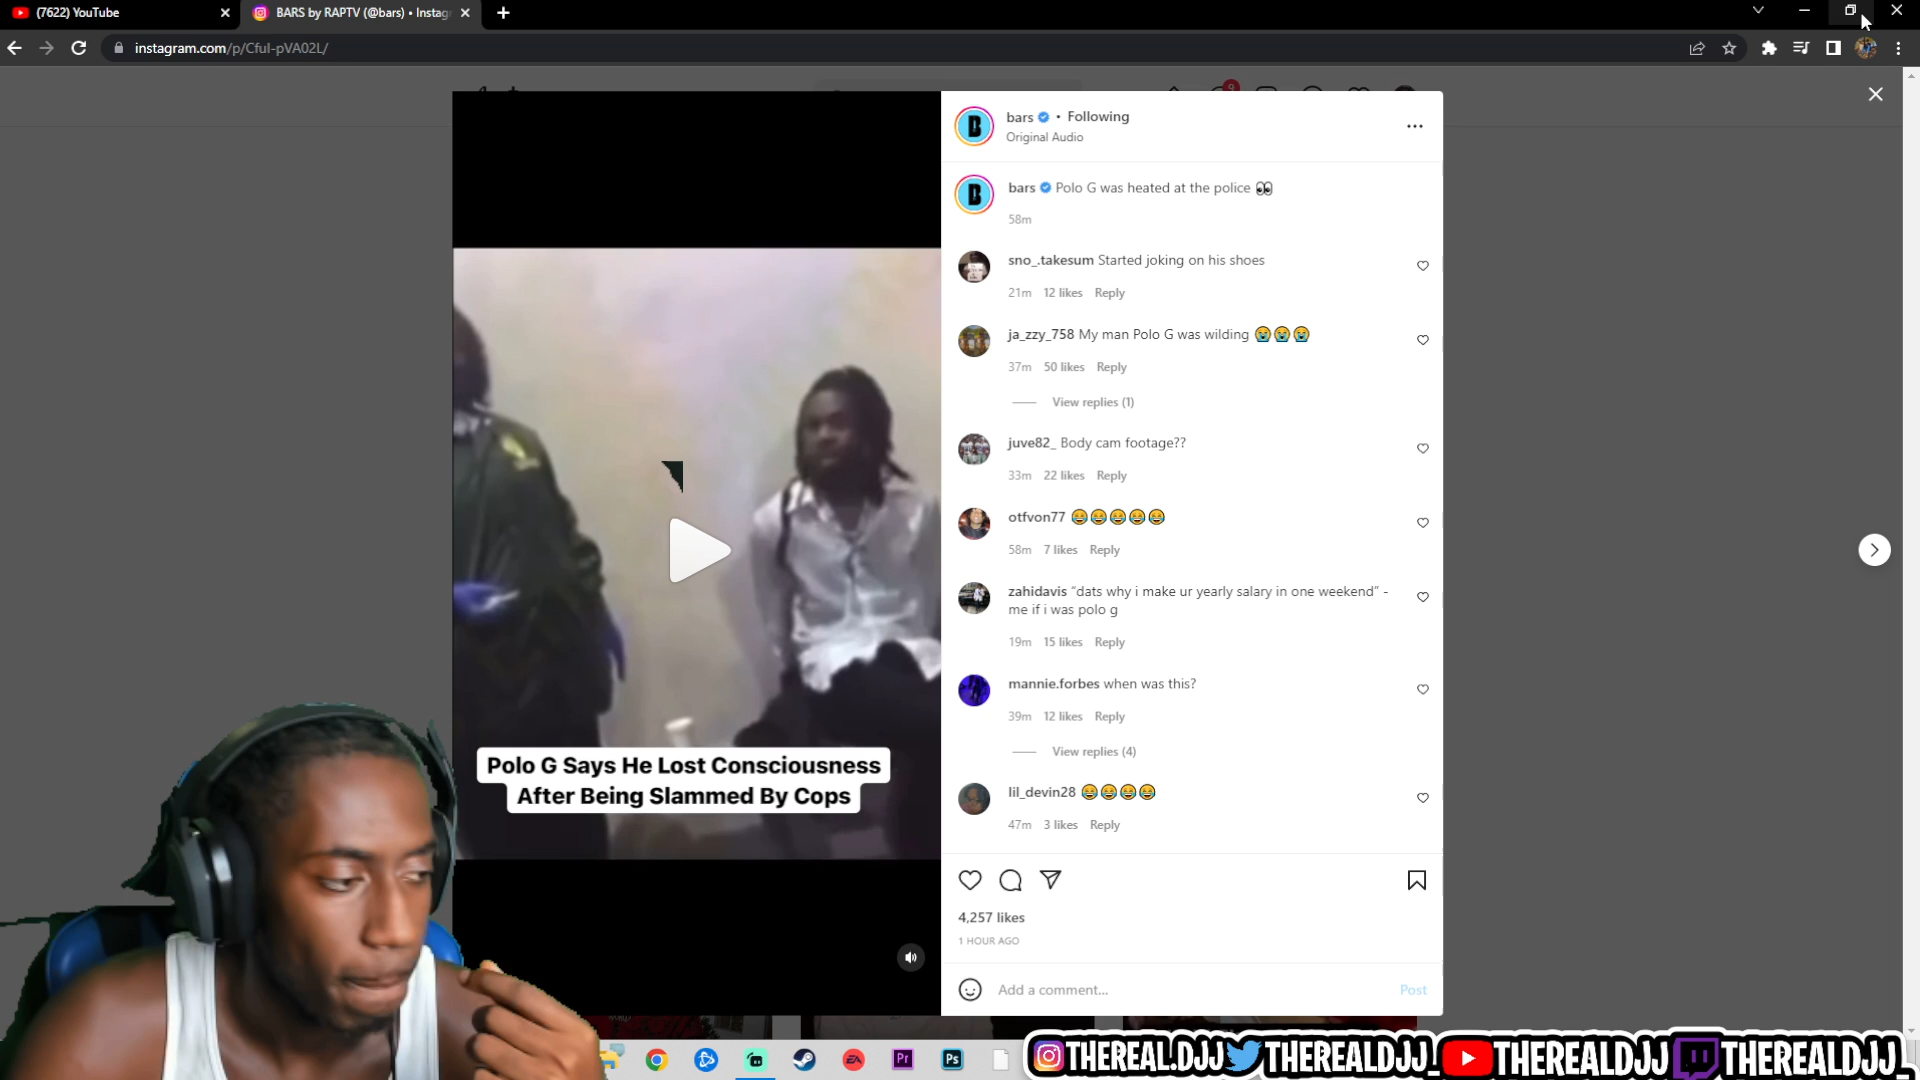 (7622) YouTube
BARS by RAPTV (@bars) • Instag
instagram.com/p/CfuI-pVA02L/
9
bars • Following
Original Audio
bars Polo G was heated at the police 👀
58m
sno_.takesum Started joking on his shoes
21m 12 likes Reply
ja_zzy_758 My man Polo G was wilding 😭😭😭
37m 50 likes Reply
View replies (1)
juve82_ Body cam footage??
33m 22 likes Reply
otfvon77 😂😂😂😂😂
58m 7 likes Reply
zahidavis “dats why i make ur yearly salary in one weekend” -
me if i was polo g
19m 15 likes Reply
mannie.forbes when was this?
39m 12 likes Reply
View replies (4)
lil_devin28 😂😂😂😂
47m 3 likes Reply
4,257 likes
1 HOUR AGO
Add a comment...
Post
Polo G Says He Lost Consciousness
After Being Slammed By Cops
EA
Pr
Ps
THEREAL.DJJ THEREALDJJ_ THEREALDJJ THEREALDJJ_